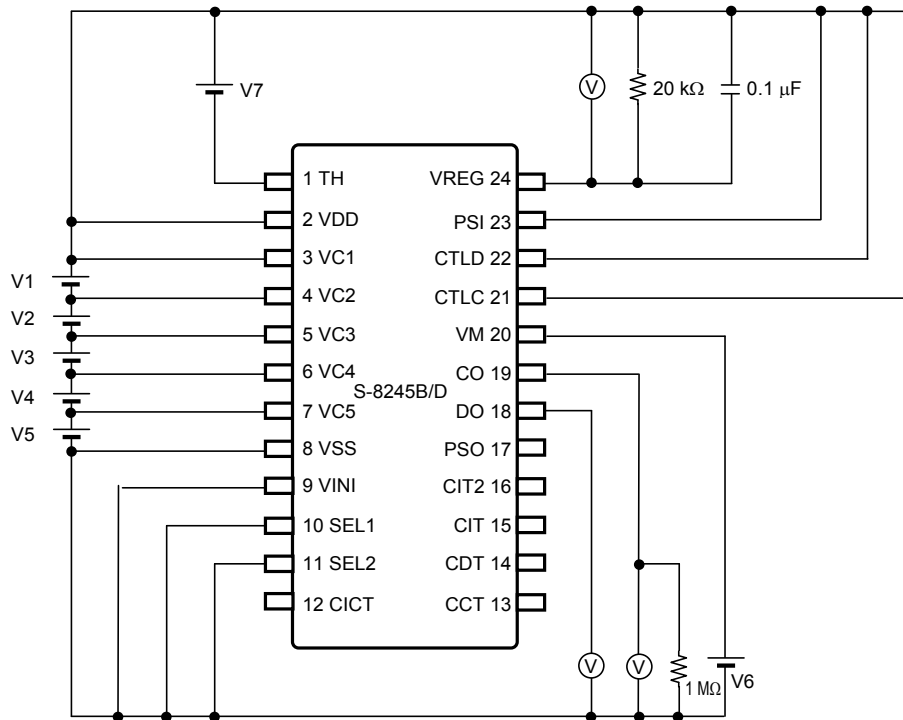 V7
V
20 kΩ
0.1 μF
1 TH
VREG 24
2 VDD
PSI 23
3 VC1
CTLD 22
V1
4 VC2
CTLC 21
V2
5 VC3
VM 20
V3
6 VC4
CO 19
S-8245B/D
V4
7 VC5
DO 18
V5
8 VSS
PSO 17
9 VINI
CIT2 16
10 SEL1
CIT 15
11 SEL2
CDT 14
12 CICT
CCT 13
V
V
1 MΩ
V6